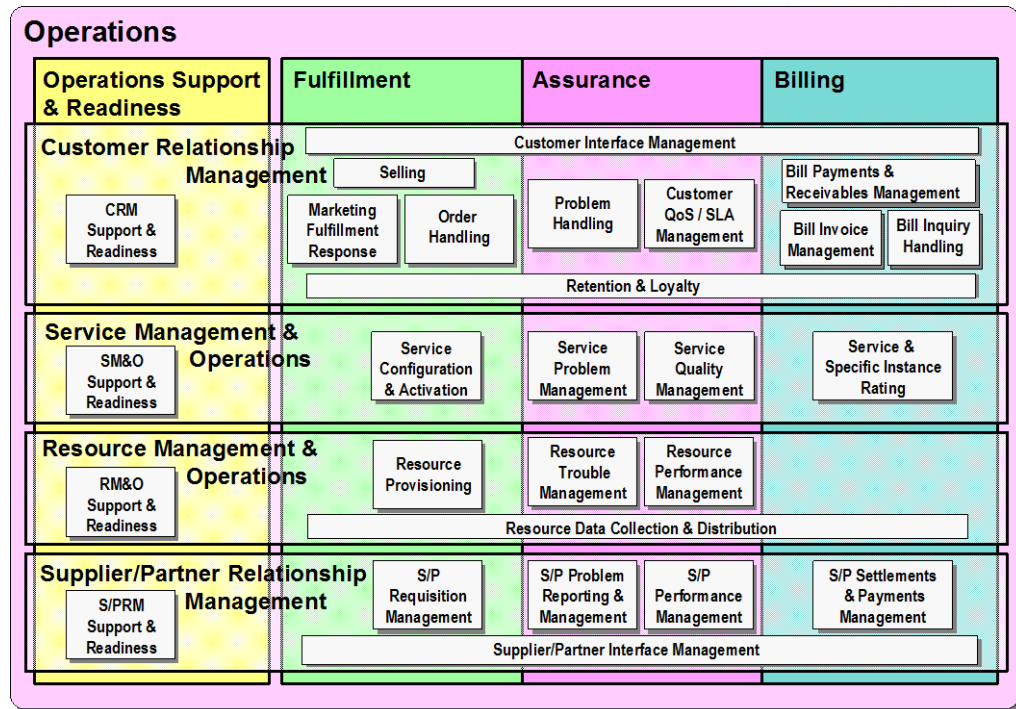 Operations
Operations Support
& Readiness
Fulfillment
Assurance
Billing
Customer Relationship
Management
Customer Interface Management
Selling
CRM
Support &
Readiness
Marketing
Fulfillment
Response
Order
Handling
Problem
Handling
Customer
QoS / SLA
Management
Bill Payments &
Receivables Management
Bill Invoice
Management
Bill Inquiry
Handling
Retention & Loyalty
Service Management &
Operations
SM&O
Support &
Readiness
Service
Configuration
& Activation
Service
Problem
Management
Service
Quality
Management
Service &
Specific Instance
Rating
Resource Management &
Operations
RM&O
Support &
Readiness
Resource
Provisioning
Resource
Trouble
Management
Resource
Performance
Management
Resource Data Collection & Distribution
Supplier/Partner Relationship
Management
S/PRM
Support &
Readiness
S/P
Requisition
Management
S/P Problem
Reporting &
Management
S/P
Performance
Management
S/P Settlements
& Payments
Management
Supplier/Partner Interface Management